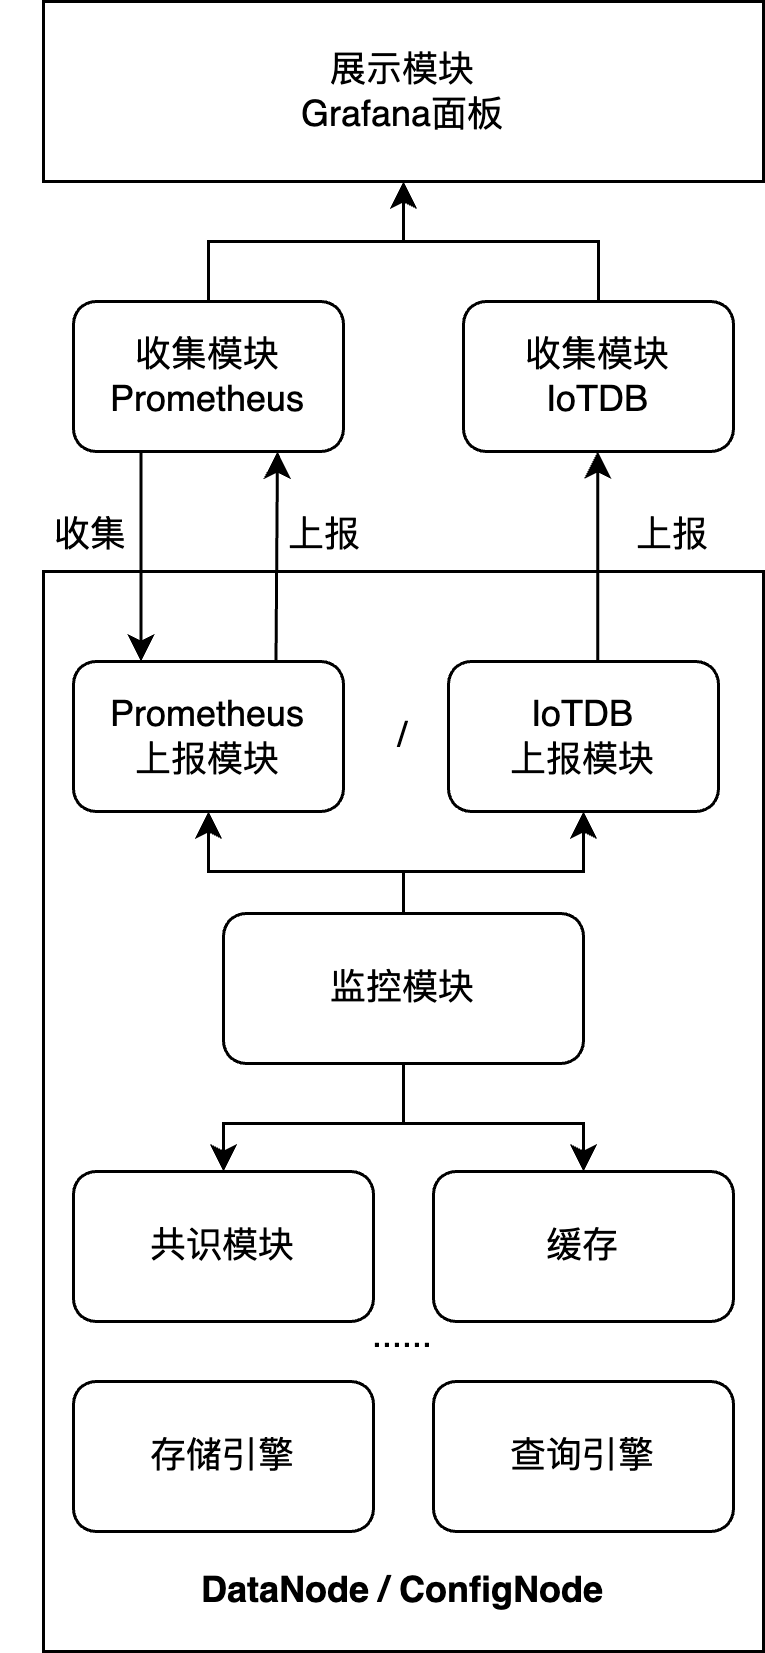 展示模块
Grafana面板
收集模块
Prometheus
收集模块
IoTDB
收集
上报
上报
Prometheus
上报模块
/
IoTDB
上报模块
监控模块
共识模块
缓存
······
存储引擎
查询引擎
DataNode / ConfigNode